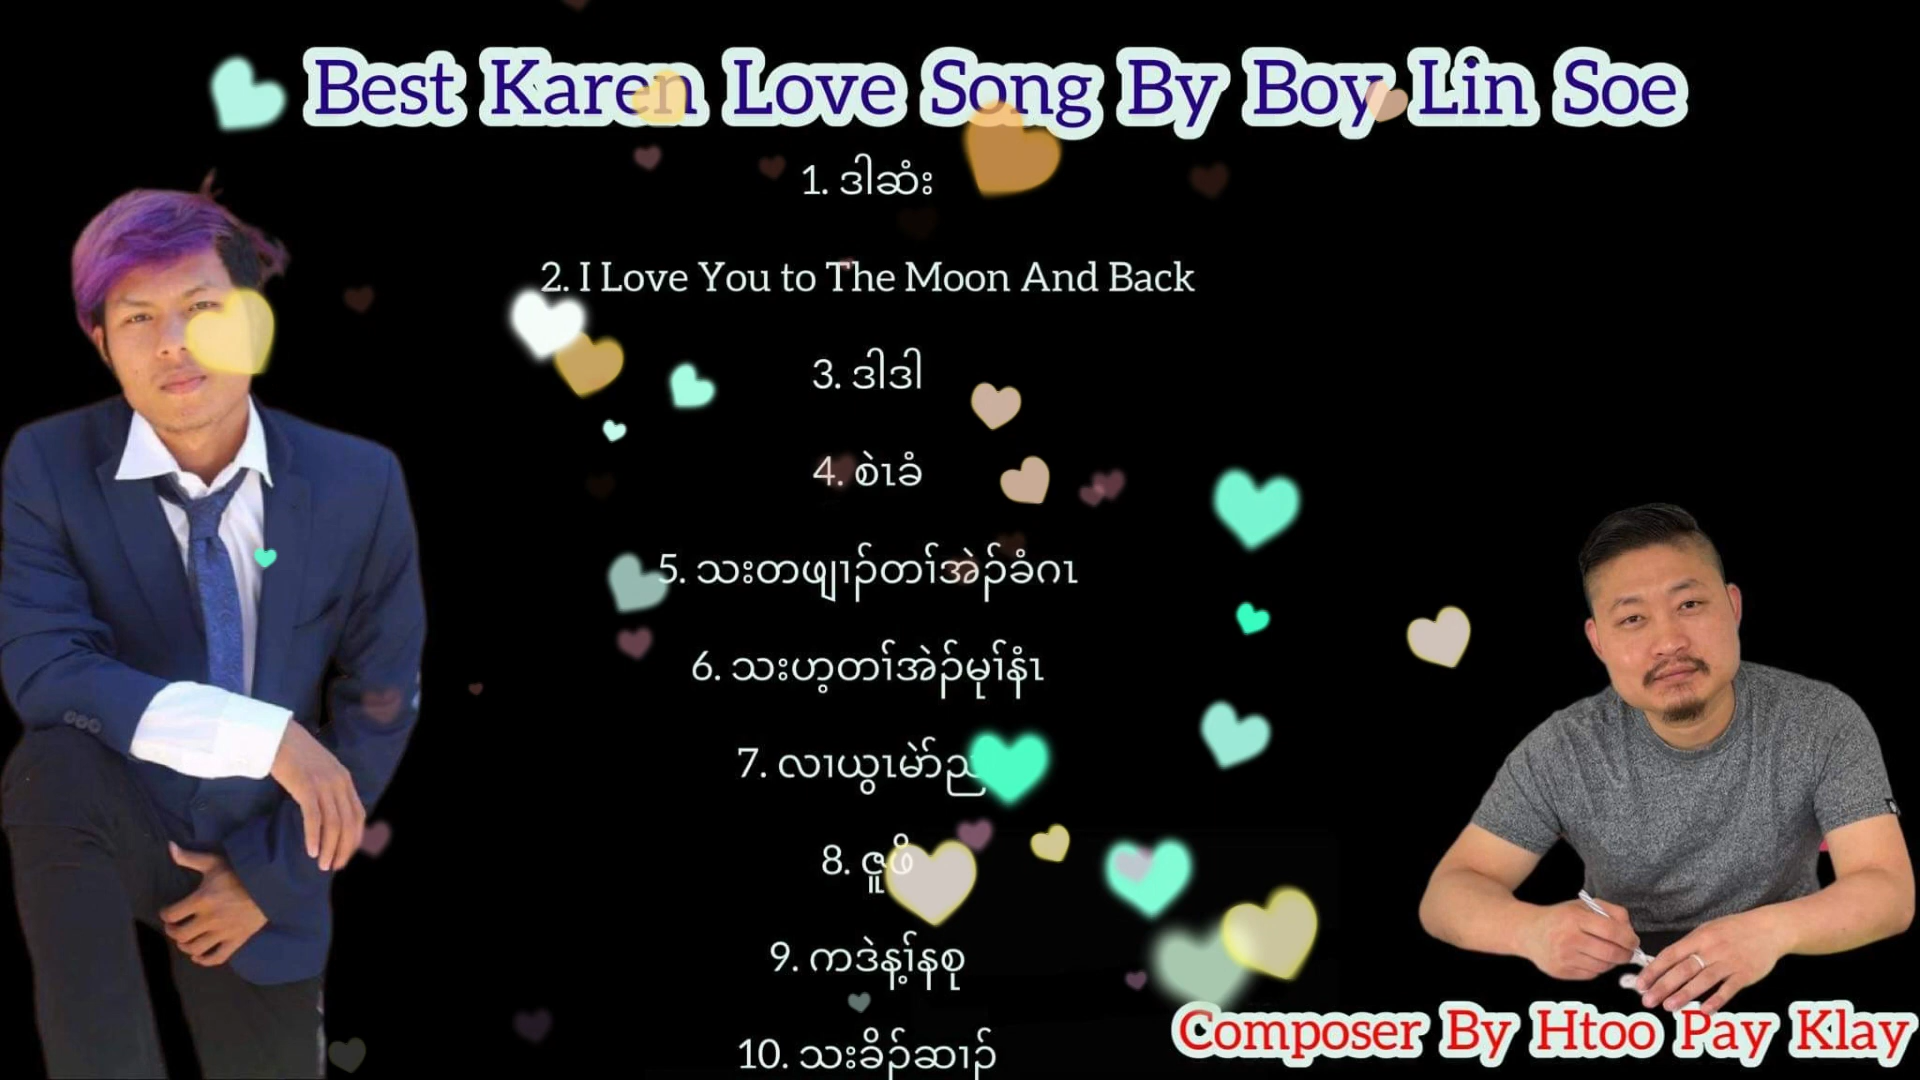 Best Karen Love Song By Boy Lin Soe
1. ဒါဆံး
2. I Love You to The Moon And Back
3. ဒါဒါ
4. စဲၤခံ
5. သးတဖျၢၣ်တၢ်အဲၣ်ခံဂၤ
6. သးဟ့တၢ်အဲၣ်မုၢ်နံၤ
7. လၢယွၤမဲာ်ည
8. ဇူဖိ
9. ကဒဲန့ၢ်နစု
10. သးခိၣ်ဆၢၣ်
Composer By Htoo Pay Klay